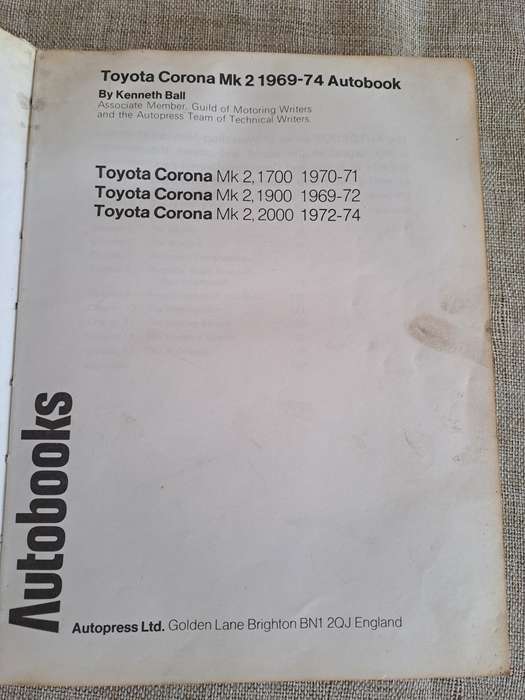 Toyota Corona Mk 2 1969-74 Autobook
By Kenneth Ball
Associate Member, Guild of Motoring Writers
and the Autopress Team of Technical Writers.
Toyota Corona Mk 2, 1700 1970-71
Toyota Corona Mk 2, 1900 1969-72
Toyota Corona Mk 2, 2000 1972-74
Autobooks
Autopress Ltd. Golden Lane Brighton BN1 2QJ England